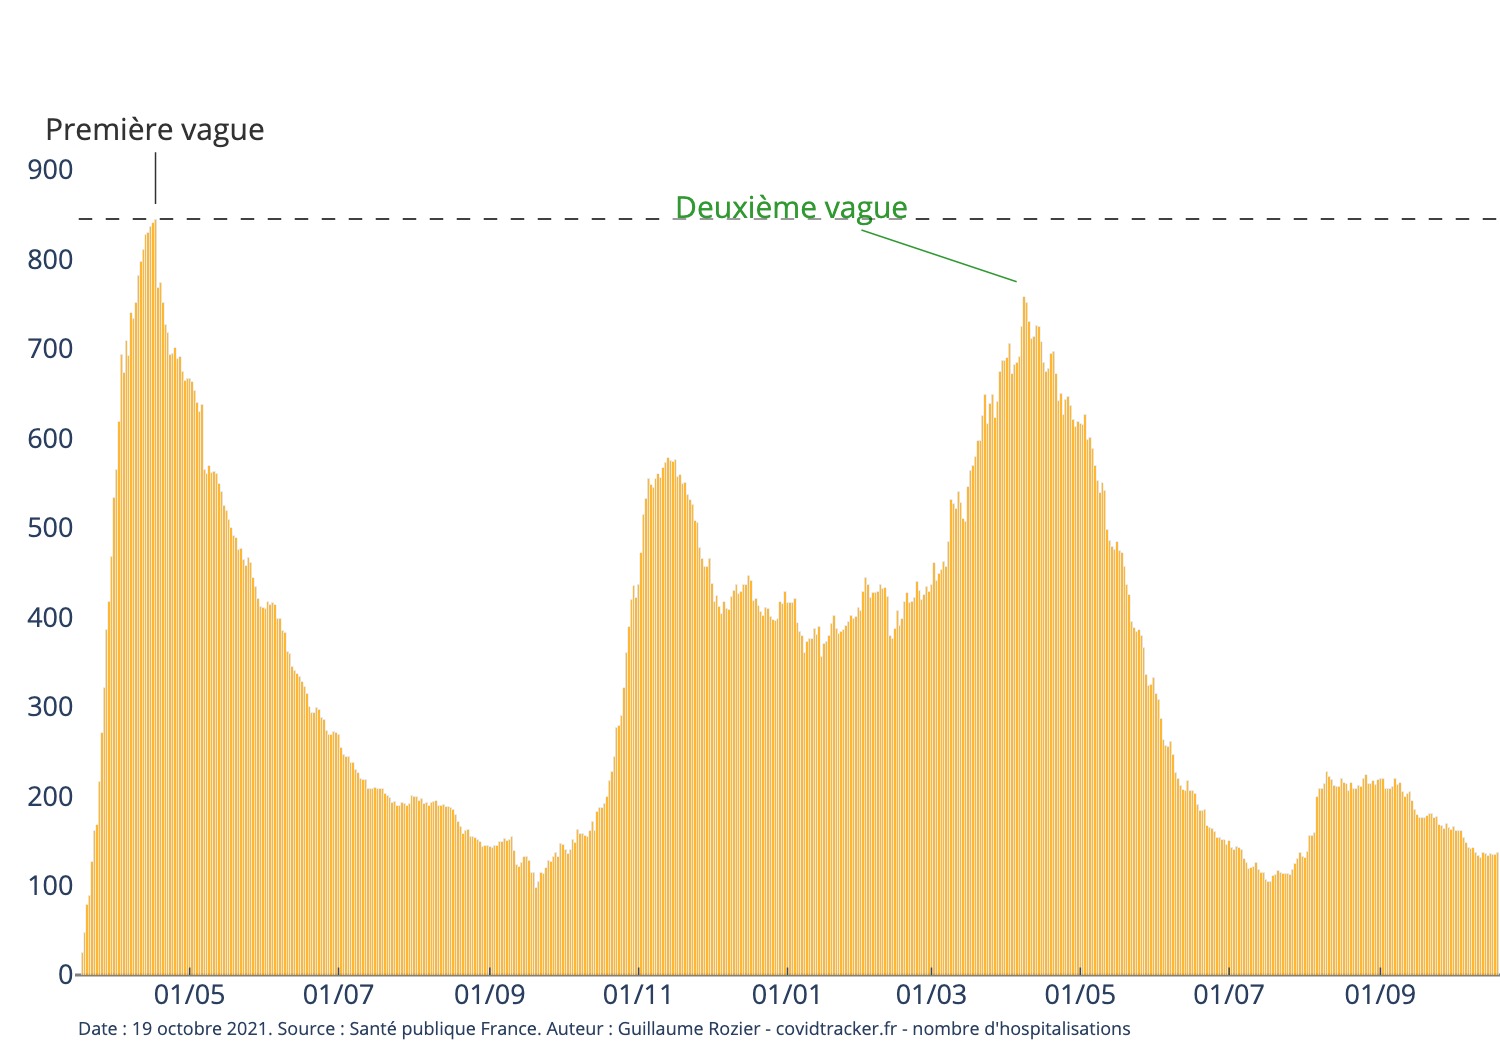 Première vague
900
Deuxième vague
800
700
600
500
400
300
200
100
0
01/05 01/07 01/09 01/11 01/01 01/03 01/05 01/07 01/09
Date : 19 octobre 2021. Source : Santé publique France. Auteur : Guillaume Rozier - covidtracker.fr - nombre d'hospitalisations